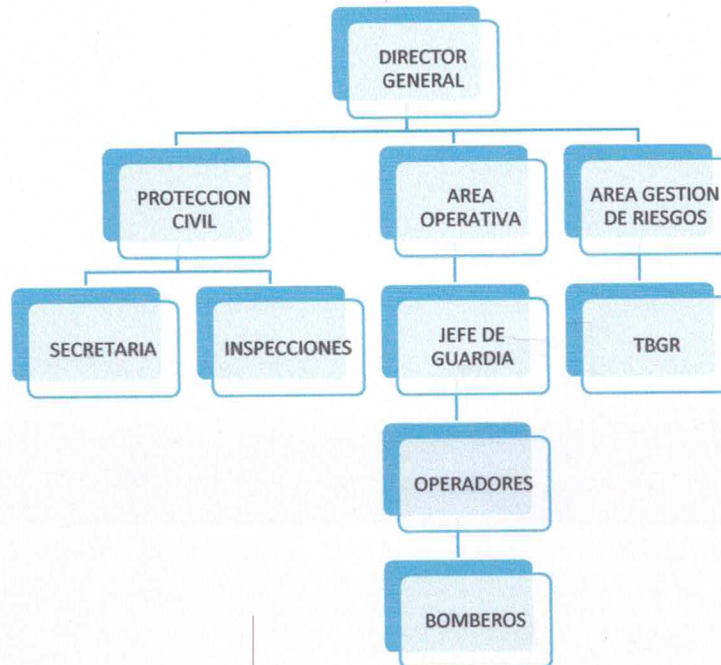 DIRECTOR
GENERAL
PROTECCION
CIVIL
AREA
OPERATIVA
AREA GESTION
DE RIESGOS
SECRETARIA
INSPECCIONES
JEFE DE
GUARDIA
TBGR
OPERADORES
BOMBEROS